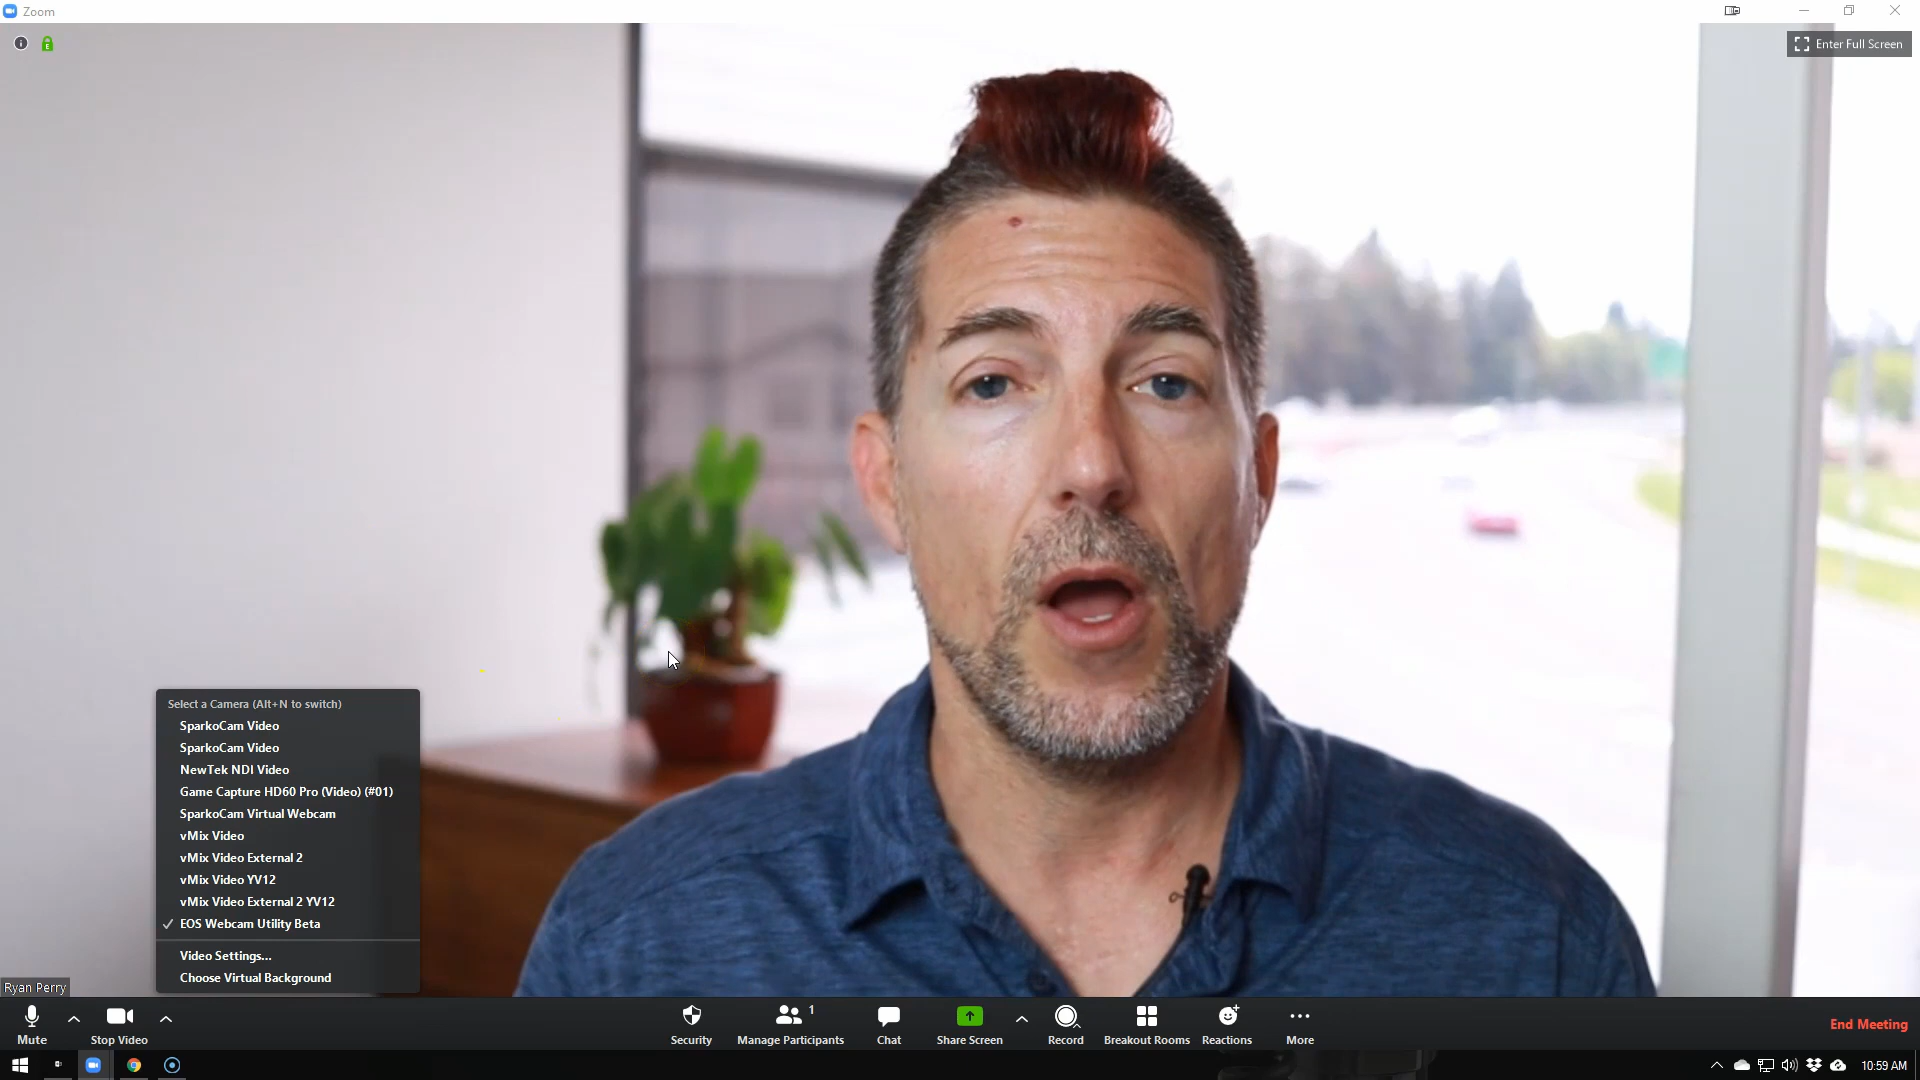 Zoom
Enter Full Screen
Select a Camera (Alt+N to switch)
SparkoCam Video
SparkoCam Video
NewTek NDI Video
Game Capture HD60 Pro (Video) (#01)
SparkoCam Virtual Webcam
vMix Video
vMix Video External 2
vMix Video YV12
vMix Video External 2 YV12
✓ EOS Webcam Utility Beta
Video Settings...
Choose Virtual Background
Ryan Perry
Mute
Stop Video
Security
1
Manage Participants
Chat
Share Screen
Record
Breakout Rooms
Reactions
More
End Meeting
10:59 AM